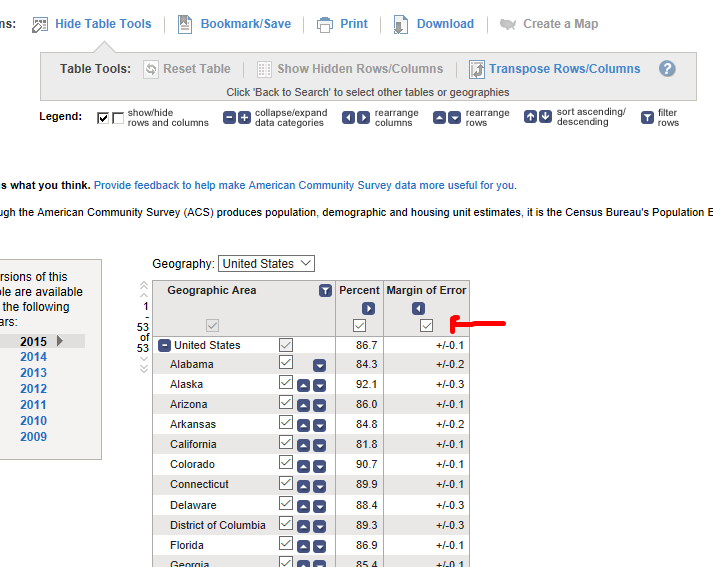 ns: Hide Table Tools Bookmark/Save Print Download Create a Map
Table Tools: Reset Table Show Hidden Rows/Columns Transpose Rows/Columns ?
Click 'Back to Search' to select other tables or geographies
Legend: show/hide rows and columns collapse/expand data categories rearrange columns rearrange rows sort ascending/ descending filter rows
s what you think. Provide feedback to help make American Community Survey data more useful for you.
ugh the American Community Survey (ACS) produces population, demographic and housing unit estimates, it is the Census Bureau's Population E
Geography: United States
rsions of this
ble are available
the following
ars:
2015
2014
2013
2012
2011
2010
2009
1
-
53
of
53
Geographic Area Percent Margin of Error
United States 86.7 +/-0.1
Alabama 84.3 +/-0.2
Alaska 92.1 +/-0.3
Arizona 86.0 +/-0.1
Arkansas 84.8 +/-0.2
California 81.8 +/-0.1
Colorado 90.7 +/-0.1
Connecticut 89.9 +/-0.1
Delaware 88.4 +/-0.3
District of Columbia 89.3 +/-0.3
Florida 86.9 +/-0.1
Georgia 85.4 +/-0.1